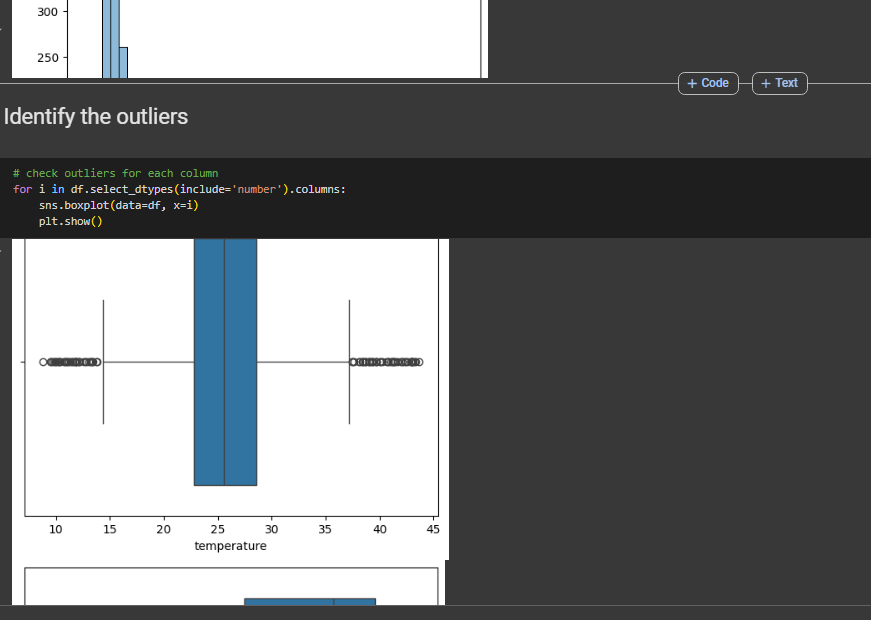 300
250
+ Code + Text
Identify the outliers
# check outliers for each column
for i in df.select_dtypes(include='number').columns:
    sns.boxplot(data=df, x=i)
    plt.show()
10 15 20 25 30 35 40 45
temperature